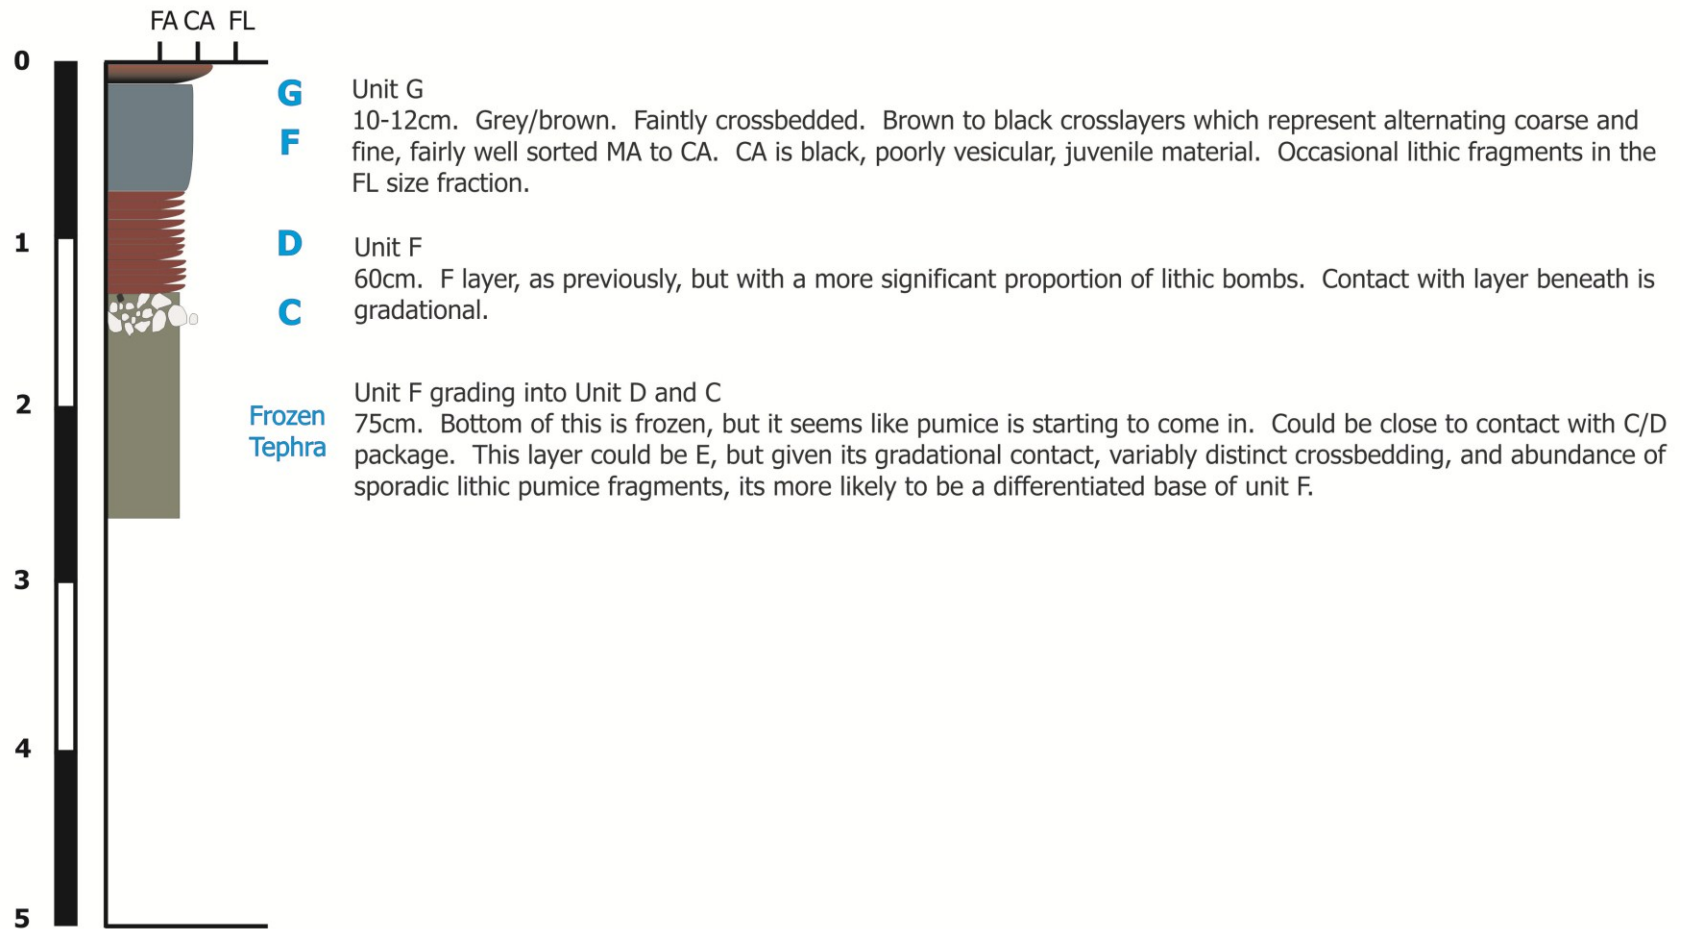 FA CA FL
0
G
Unit G
10-12cm. Grey/brown. Faintly crossbedded. Brown to black crosslayers which represent alternating coarse and
F
fine, fairly well sorted MA to CA. CA is black, poorly vesicular, juvenile material. Occasional lithic fragments in the
FL size fraction.
1
D
Unit F
60cm. F layer, as previously, but with a more significant proportion of lithic bombs. Contact with layer beneath is
C
gradational.
Unit F grading into Unit D and C
2
Frozen
Tephra
75cm. Bottom of this is frozen, but it seems like pumice is starting to come in. Could be close to contact with C/D
package. This layer could be E, but given its gradational contact, variably distinct crossbedding, and abundance of
sporadic lithic pumice fragments, its more likely to be a differentiated base of unit F.
3
4
5